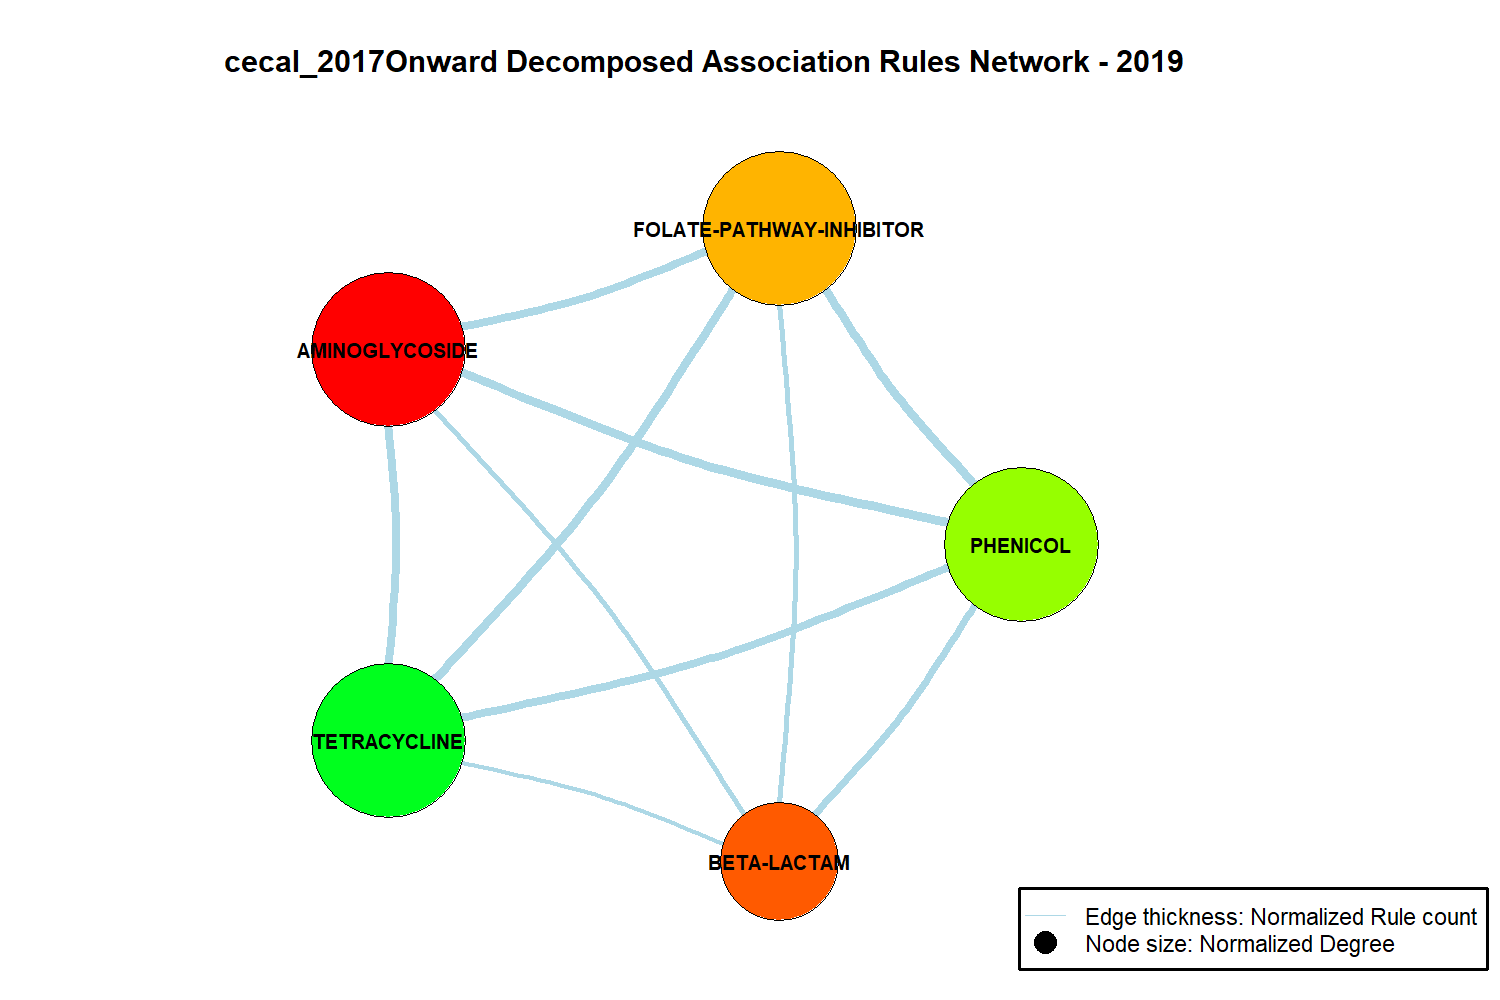 cecal_2017Onward Decomposed Association Rules Network - 2019
FOLATE-PATHWAY-INHIBITOR
AMINOGLYCOSIDE
PHENICOL
TETRACYCLINE
BETA-LACTAM
Edge thickness: Normalized Rule count
Node size: Normalized Degree